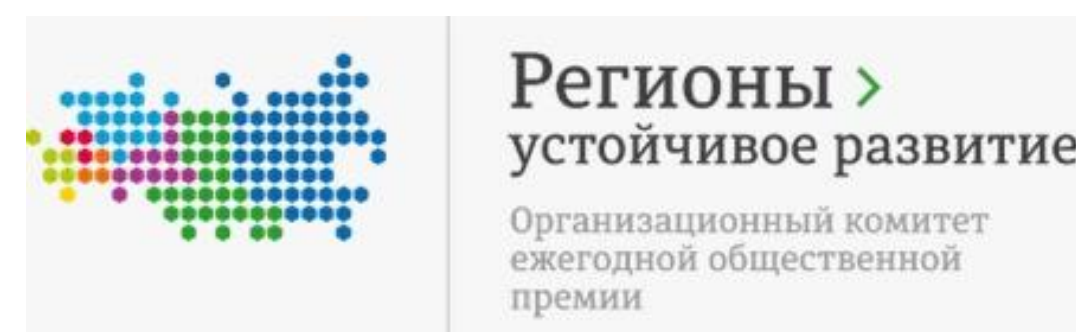 Регионы >
устойчивое развитие
Организационный комитет
ежегодной общественной
премии